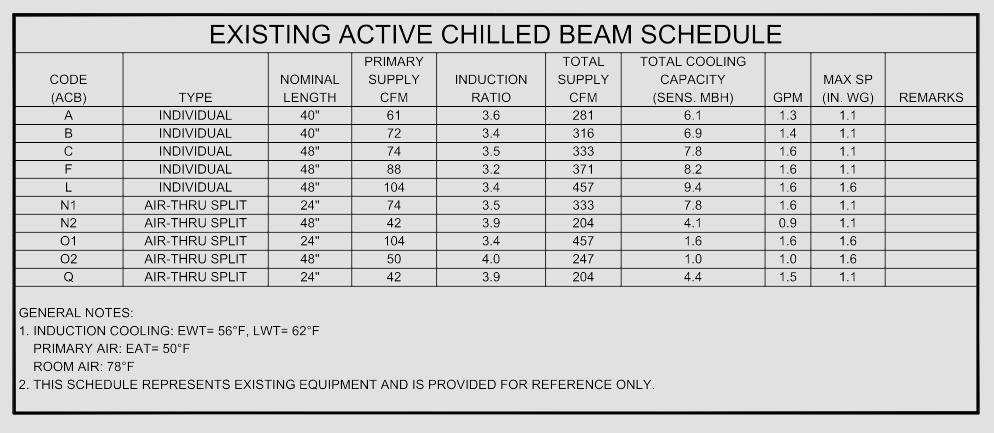 EXISTING ACTIVE CHILLED BEAM SCHEDULE
CODE (ACB) TYPE NOMINAL LENGTH PRIMARY SUPPLY CFM INDUCTION RATIO TOTAL SUPPLY CFM TOTAL COOLING CAPACITY (SENS. MBH) GPM MAX SP (IN. WG) REMARKS
A INDIVIDUAL 40" 61 3.6 281 6.1 1.3 1.1
B INDIVIDUAL 40" 72 3.4 316 6.9 1.4 1.1
C INDIVIDUAL 48" 74 3.5 333 7.8 1.6 1.1
F INDIVIDUAL 48" 88 3.2 371 8.2 1.6 1.1
L INDIVIDUAL 48" 104 3.4 457 9.4 1.6 1.6
N1 AIR-THRU SPLIT 24" 74 3.5 333 7.8 1.6 1.1
N2 AIR-THRU SPLIT 48" 42 3.9 204 4.1 0.9 1.1
O1 AIR-THRU SPLIT 24" 104 3.4 457 1.6 1.6 1.6
O2 AIR-THRU SPLIT 48" 50 4.0 247 1.0 1.0 1.6
Q AIR-THRU SPLIT 24" 42 3.9 204 4.4 1.5 1.1
GENERAL NOTES:
1. INDUCTION COOLING: EWT= 56°F, LWT= 62°F
PRIMARY AIR: EAT= 50°F
ROOM AIR: 78°F
2. THIS SCHEDULE REPRESENTS EXISTING EQUIPMENT AND IS PROVIDED FOR REFERENCE ONLY.